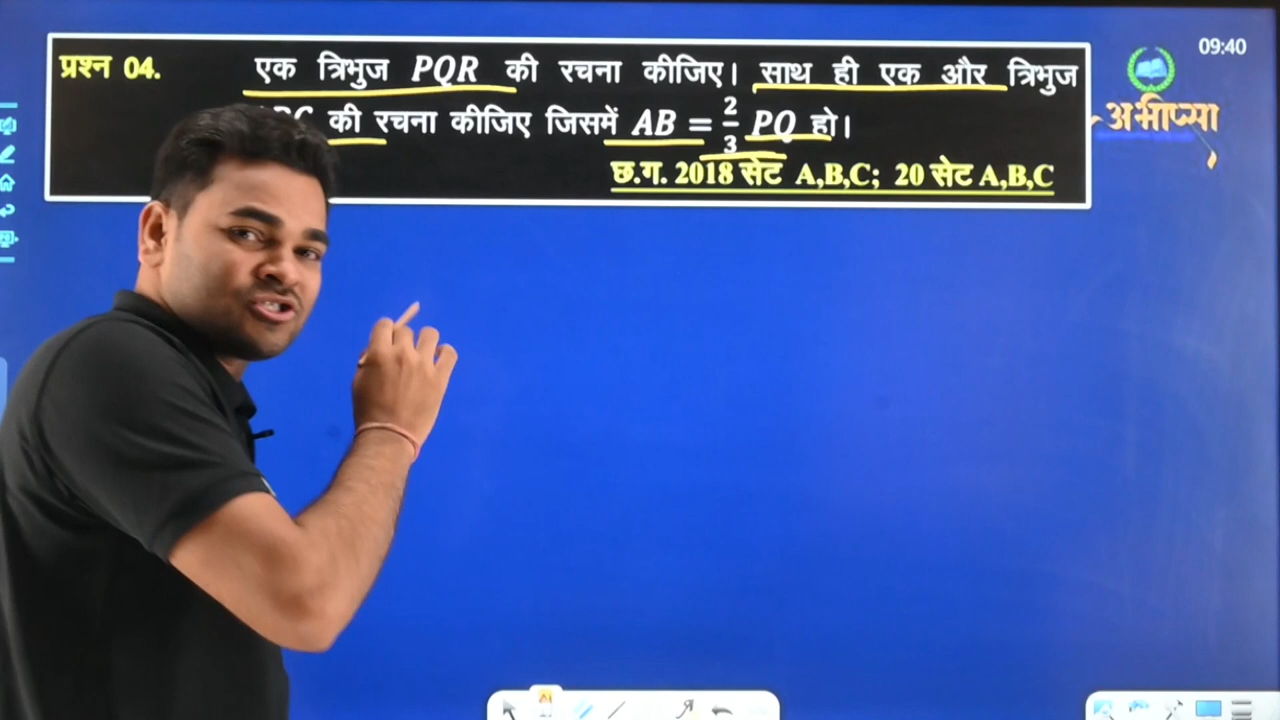 09:40
प्रश्न 04. एक त्रिभुज PQR की रचना कीजिए। साथ ही एक और त्रिभुज
की रचना कीजिए जिसमें AB = 2/3 PQ हो।
छ.ग. 2018 सेट A,B,C; 20 सेट A,B,C
अभीप्सा